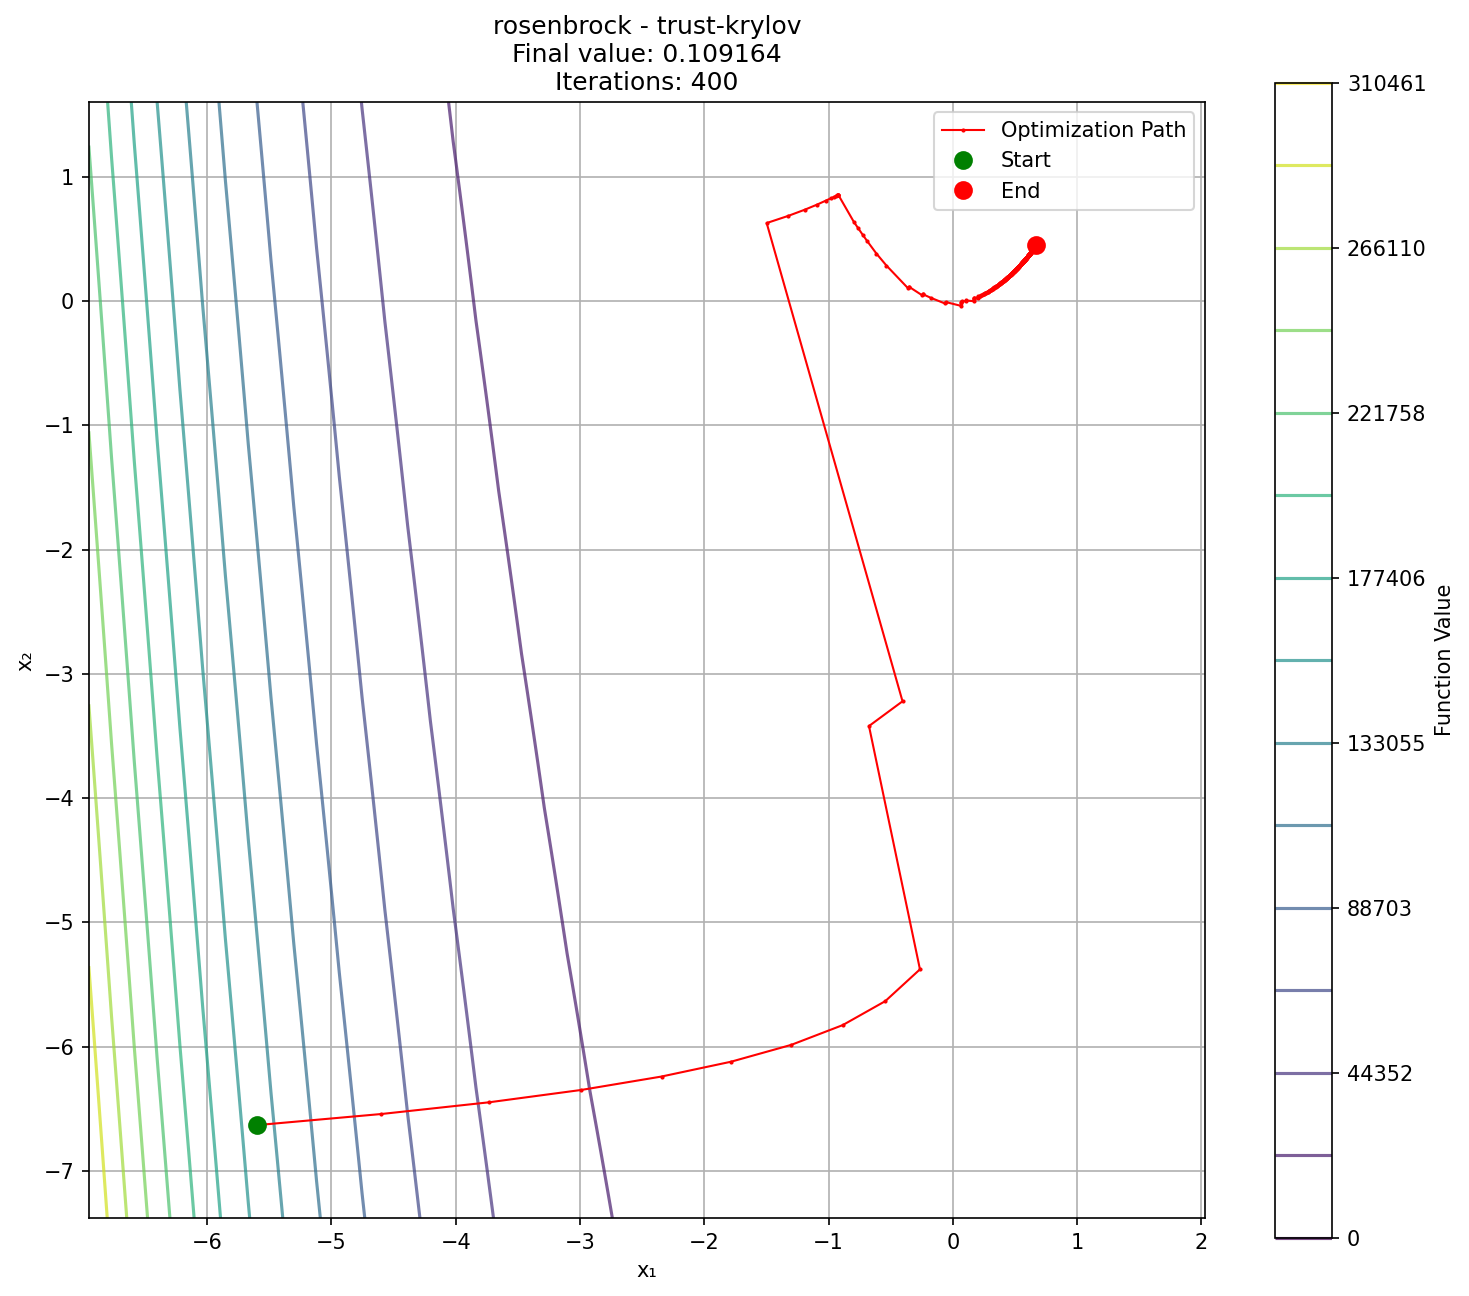 rosenbrock - trust-krylov
Final value: 0.109164
Iterations: 400
Optimization Path
Start
End
1
0
−1
−2
−3
−4
−5
−6
−7
x₂
−6
−5
−4
−3
−2
−1
0
1
2
x₁
310461
266110
221758
177406
133055
88703
44352
0
Function Value